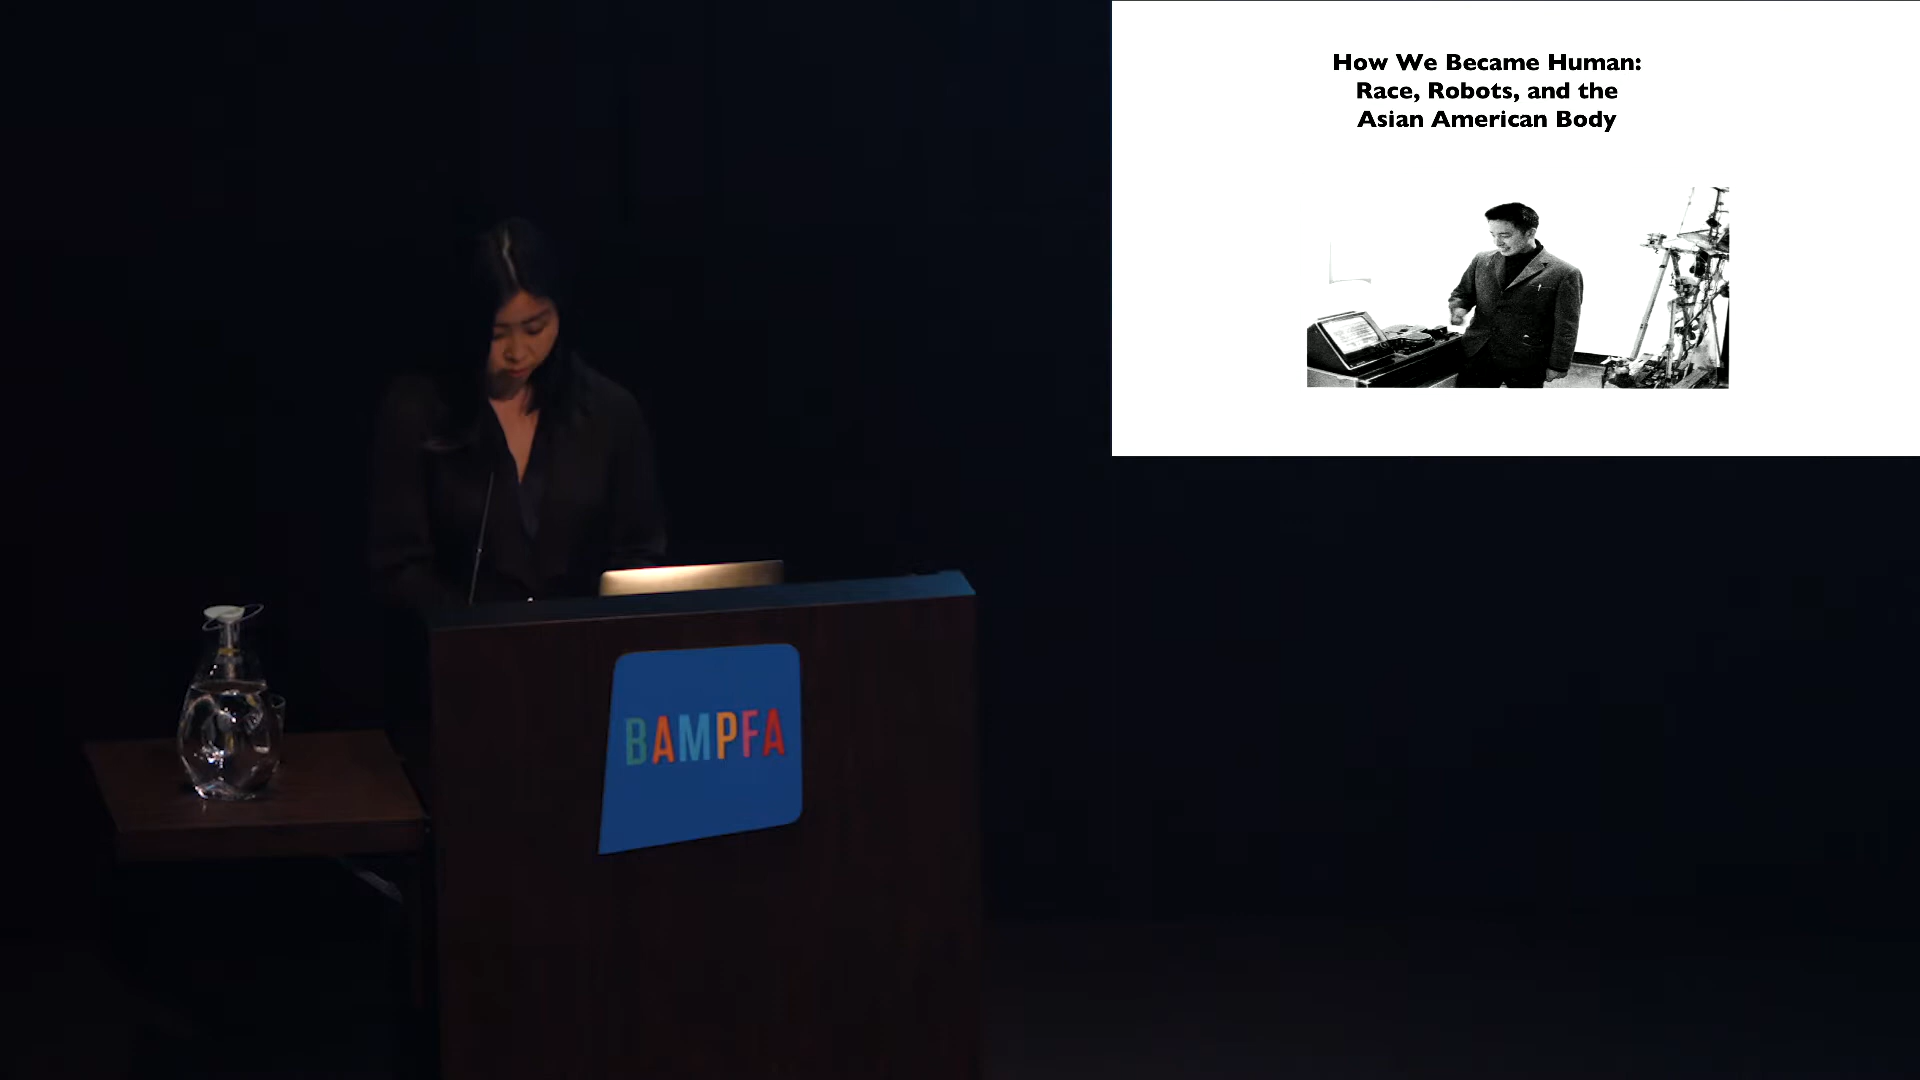 How We Became Human:
Race, Robots, and the
Asian American Body
BAMPFA